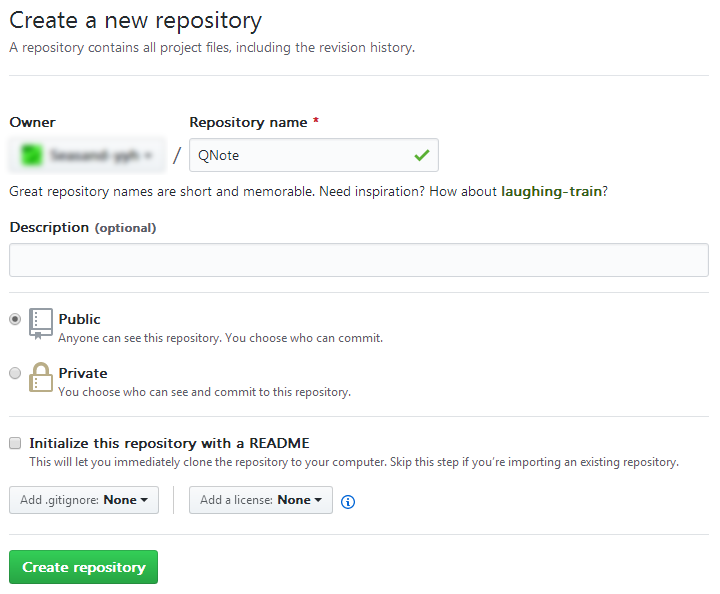 Create a new repository
A repository contains all project files, including the revision history.
Owner
Repository name *
/
QNote
Great repository names are short and memorable. Need inspiration? How about laughing-train?
Description (optional)
Public
Anyone can see this repository. You choose who can commit.
Private
You choose who can see and commit to this repository.
Initialize this repository with a README
This will let you immediately clone the repository to your computer. Skip this step if you're importing an existing repository.
Add .gitignore: None
Add a license: None
Create repository